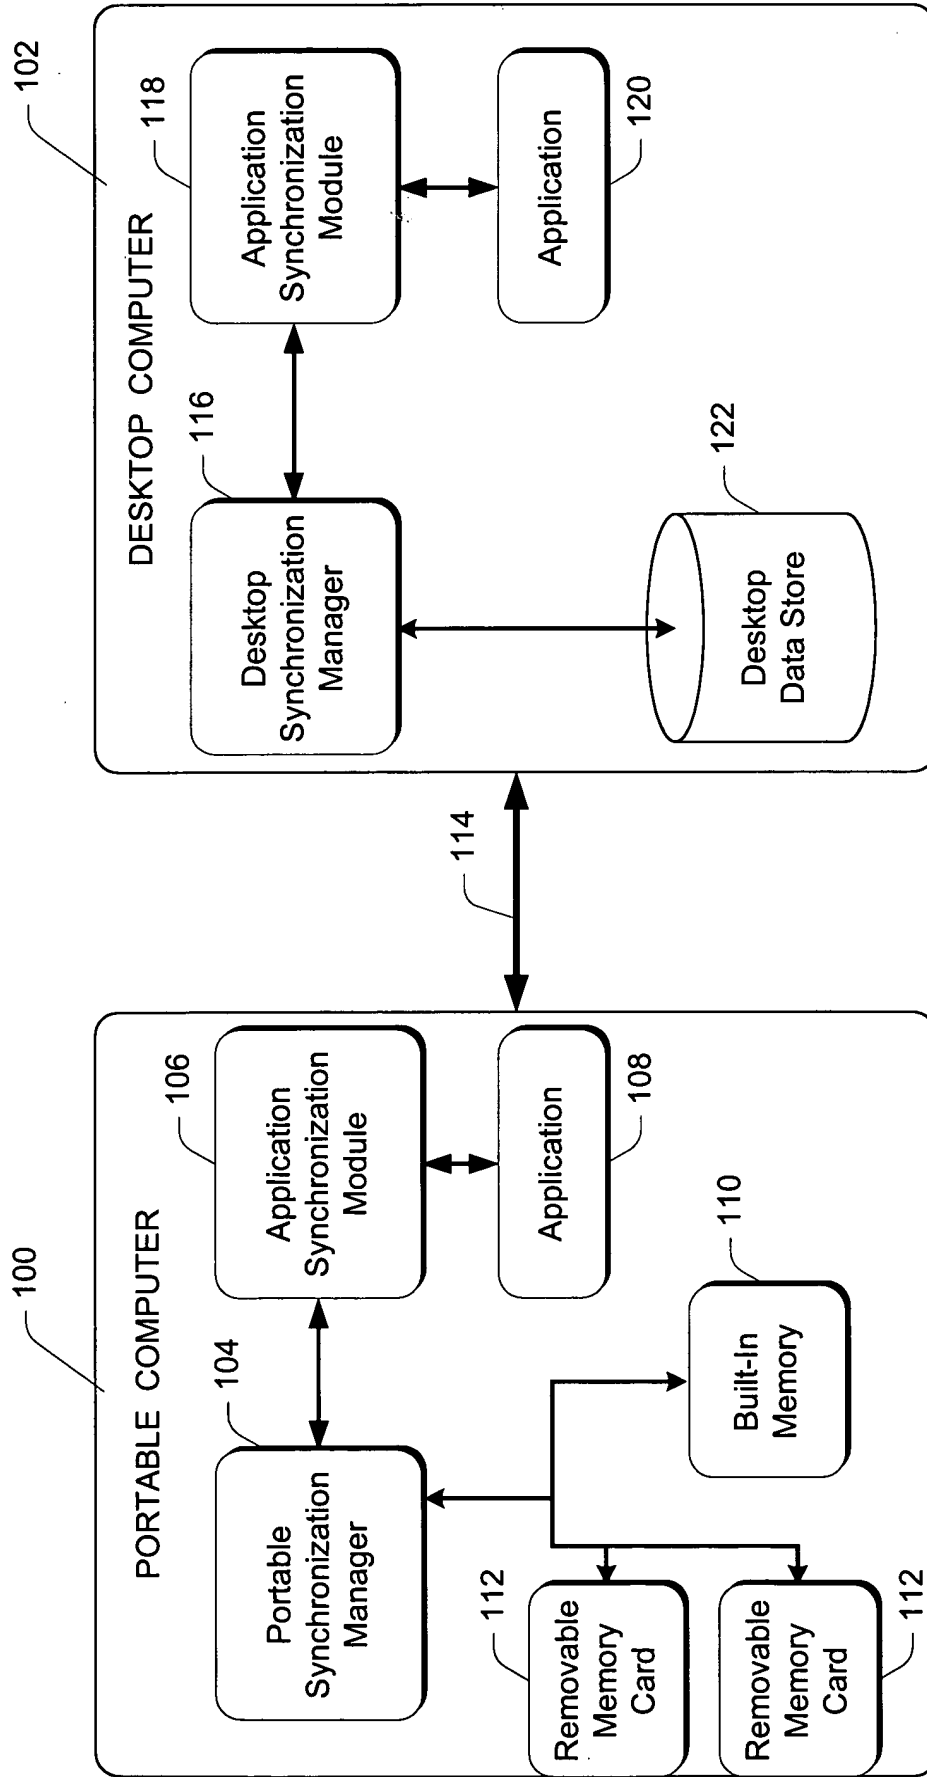 100
PORTABLE COMPUTER
104
Portable
Synchronization
Manager
106
Application
Synchronization
Module
Application
108
112
Removable
Memory
Card
Removable
Memory
Card
112
110
Built-In
Memory
114
102
DESKTOP COMPUTER
116
Desktop
Synchronization
Manager
118
Application
Synchronization
Module
Application
120
122
Desktop
Data Store